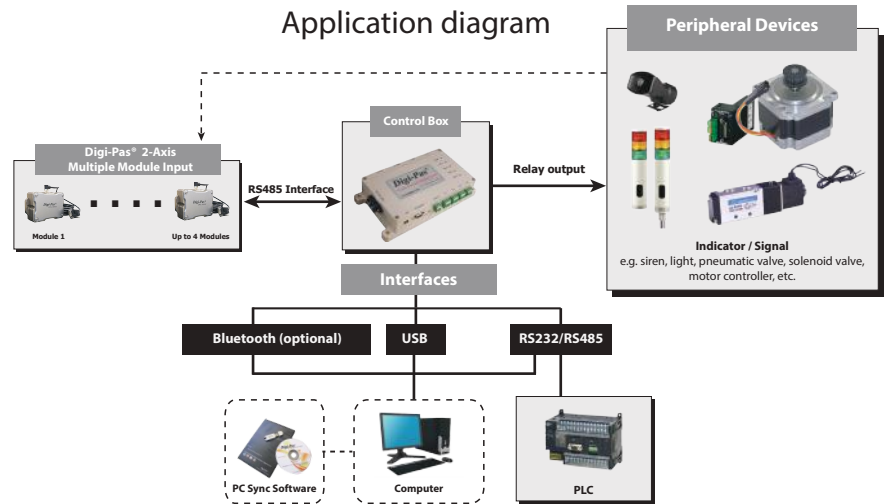 Application diagram
Peripheral Devices
Control Box
Digi-Pas® 2-Axis
Multiple Module Input
RS485 Interface
Digi-Pas®
Relay output
Module 1
Up to 4 Modules
Indicator / Signal
e.g. siren, light, pneumatic valve, solenoid valve,
motor controller, etc.
Interfaces
Bluetooth (optional)
USB
RS232/RS485
PC Sync Software
Computer
PLC